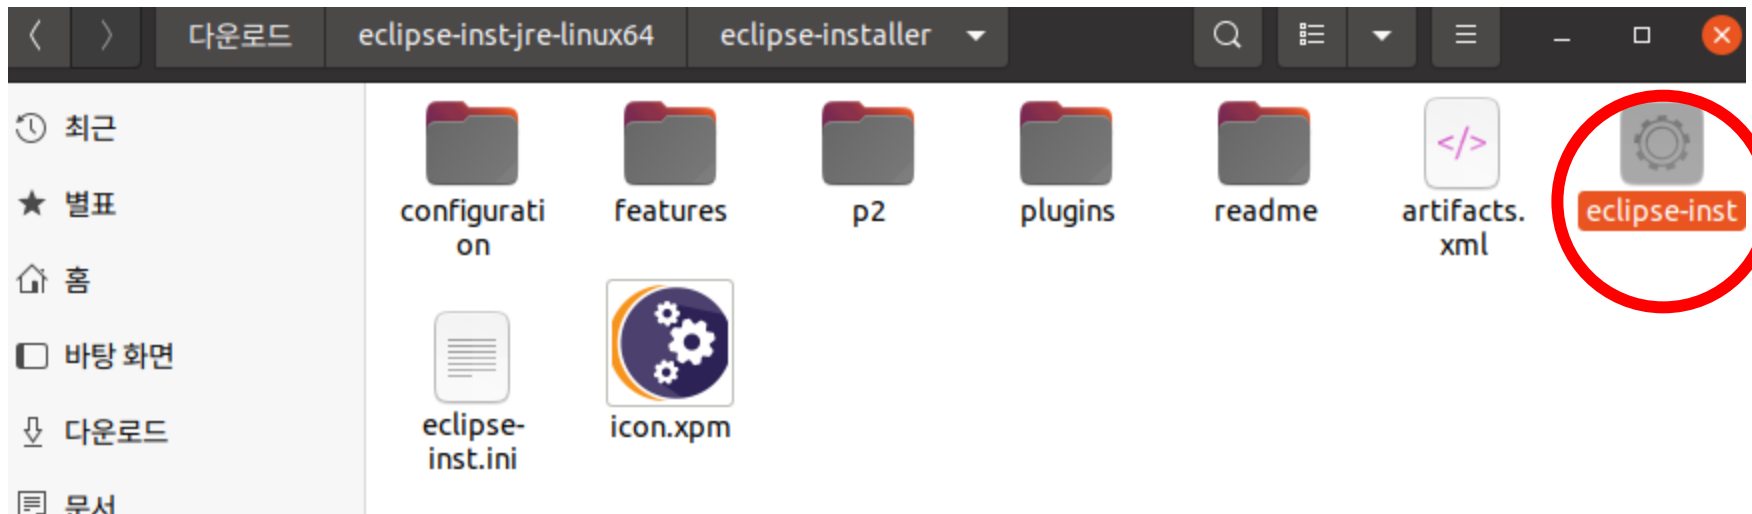 다운로드 eclipse-inst-jre-linux64 eclipse-installer
최근
별표
홈
바탕 화면
다운로드
문서
configurati
on
features
p2
plugins
readme
</>
artifacts.
xml
eclipse-inst
eclipse-
inst.ini
icon.xpm